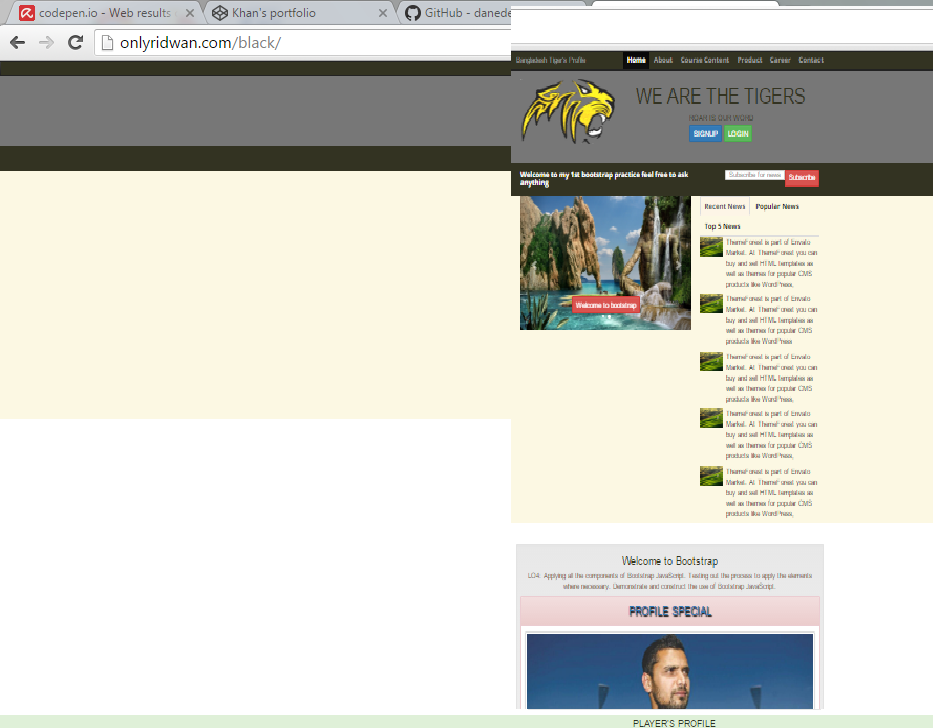 codepen.io - Web results
Khan's portfolio
GitHub - danede
onlyridwan.com/black/
Bangladesh Tiger's Profile
Home About Course Content Product Career Contact
WE ARE THE TIGERS
ROAR IS OUR WORD
SIGNUP LOGIN
Welcome to my 1st bootstrap practice feel free to ask
anything
Subscribe for news Subscribe
Recent News Popular News
Top 5 News
Welcome to bootstrap
ThemeForest is part of Envato
Market. At ThemeForest you can
buy and sell HTML templates as
well as themes for popular CMS
products like WordPress,
ThemeForest is part of Envato
Market. At ThemeForest you can
buy and sell HTML templates as
well as themes for popular CMS
products like WordPress
ThemeForest is part of Envato
Market. At ThemeForest you can
buy and sell HTML templates as
well as themes for popular CMS
products like WordPress,
ThemeForest is part of Envato
Market. At ThemeForest you can
buy and sell HTML templates as
well as themes for popular CMS
products like WordPress,
ThemeForest is part of Envato
Market. At ThemeForest you can
buy and sell HTML templates as
well as themes for popular CMS
products like WordPress,
Welcome to Bootstrap
LO4. Applying all the components of Bootstrap JavaScript. Testing out the process to apply the elements
where necessary. Demonstrate and construct the use of Bootstrap JavaScript.
PROFILE SPECIAL
PLAYER'S PROFILE